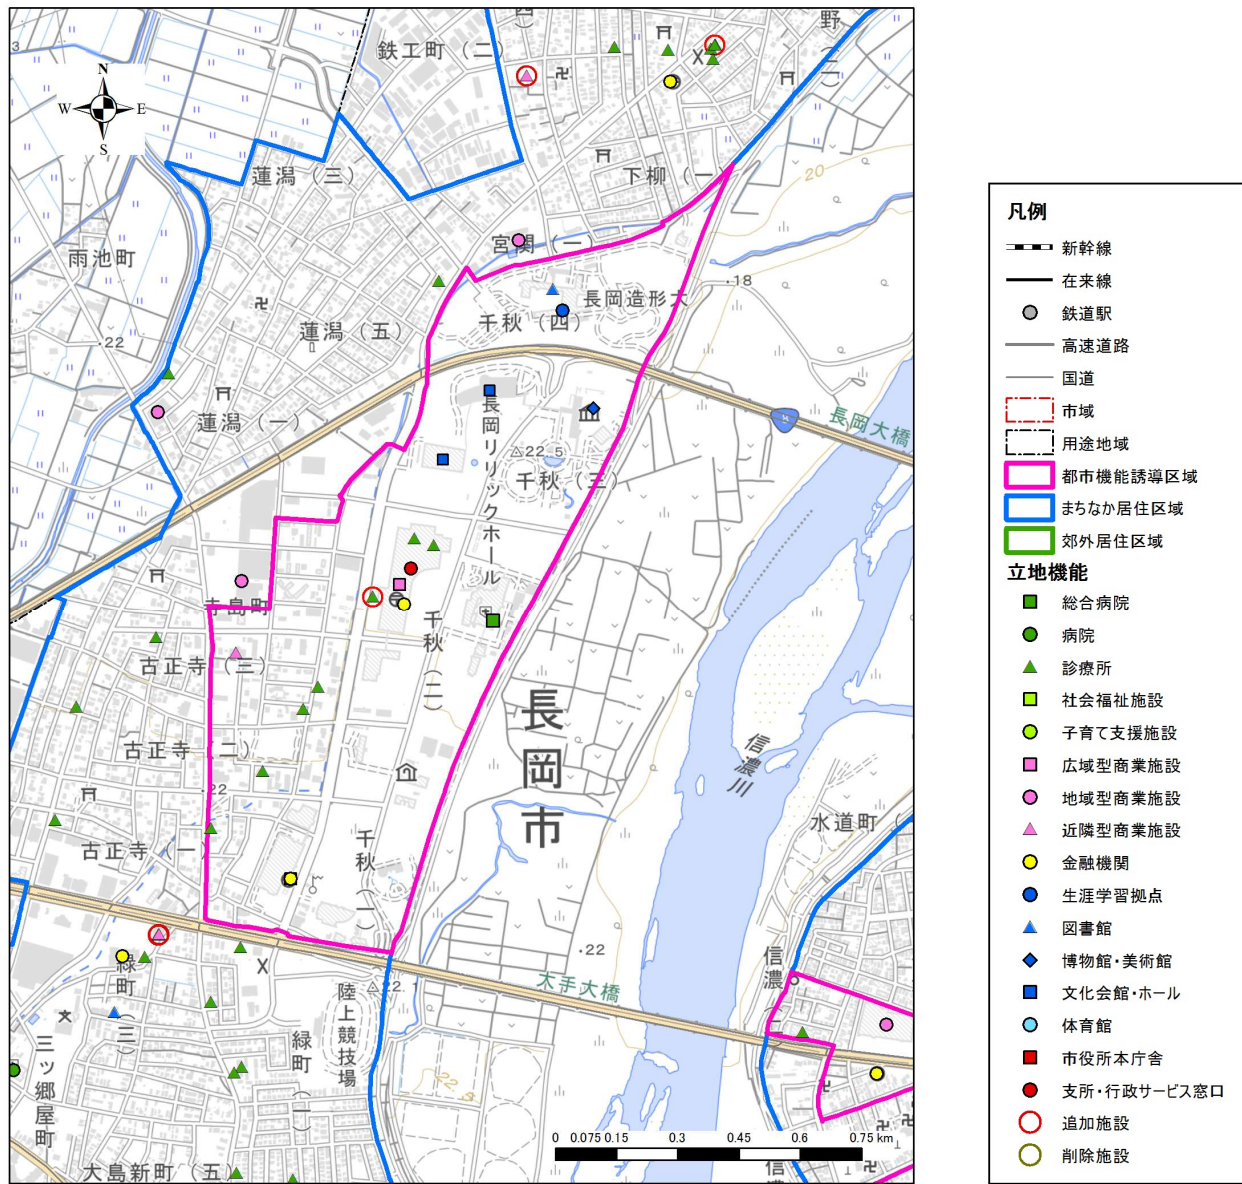 鉄工町（二）
四）
野（二）
N
W
E
S
蓮潟（三）
下柳（一）
20
宮関（一）
雨池町
18
長岡造形大
千秋（四）
蓮潟（五）
22
蓮潟（一）
長岡大橋
22.5
千秋（三）
長岡リリックホール
寺島町
千秋（二）
古正寺（三）
長岡市
信濃川
古正寺（二）
22
水道町（
古正寺（一）
千秋（一）
22
信濃（二）
大手大橋
緑町（三）
22.1
陸上競技場
緑町（一）
三ッ郷屋町
22.3
大島新町（五）
信濃
0 0.075 0.15 0.3 0.45 0.6 0.75 km
凡例
新幹線
在来線
鉄道駅
高速道路
国道
市域
用途地域
都市機能誘導区域
まちなか居住区域
郊外居住区域
立地機能
総合病院
病院
診療所
社会福祉施設
子育て支援施設
広域型商業施設
地域型商業施設
近隣型商業施設
金融機関
生涯学習拠点
図書館
博物館・美術館
文化会館・ホール
体育館
市役所本庁舎
支所・行政サービス窓口
追加施設
削除施設